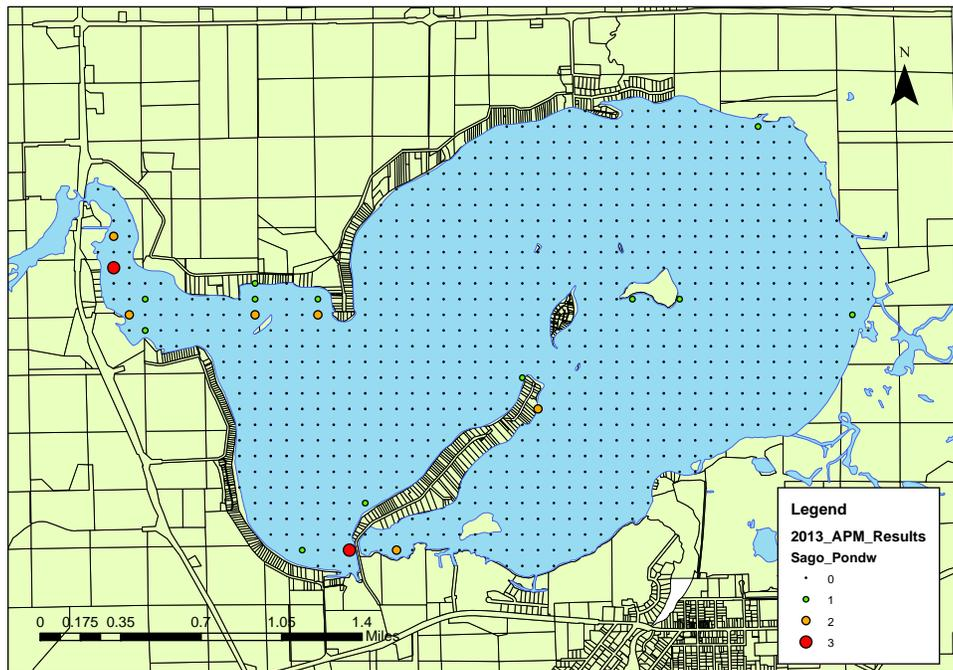 N
Legend
2013_APM_Results
Sago_Pondw
0
1
2
3
0 0.175 0.35 0.7 1.05 1.4
Miles